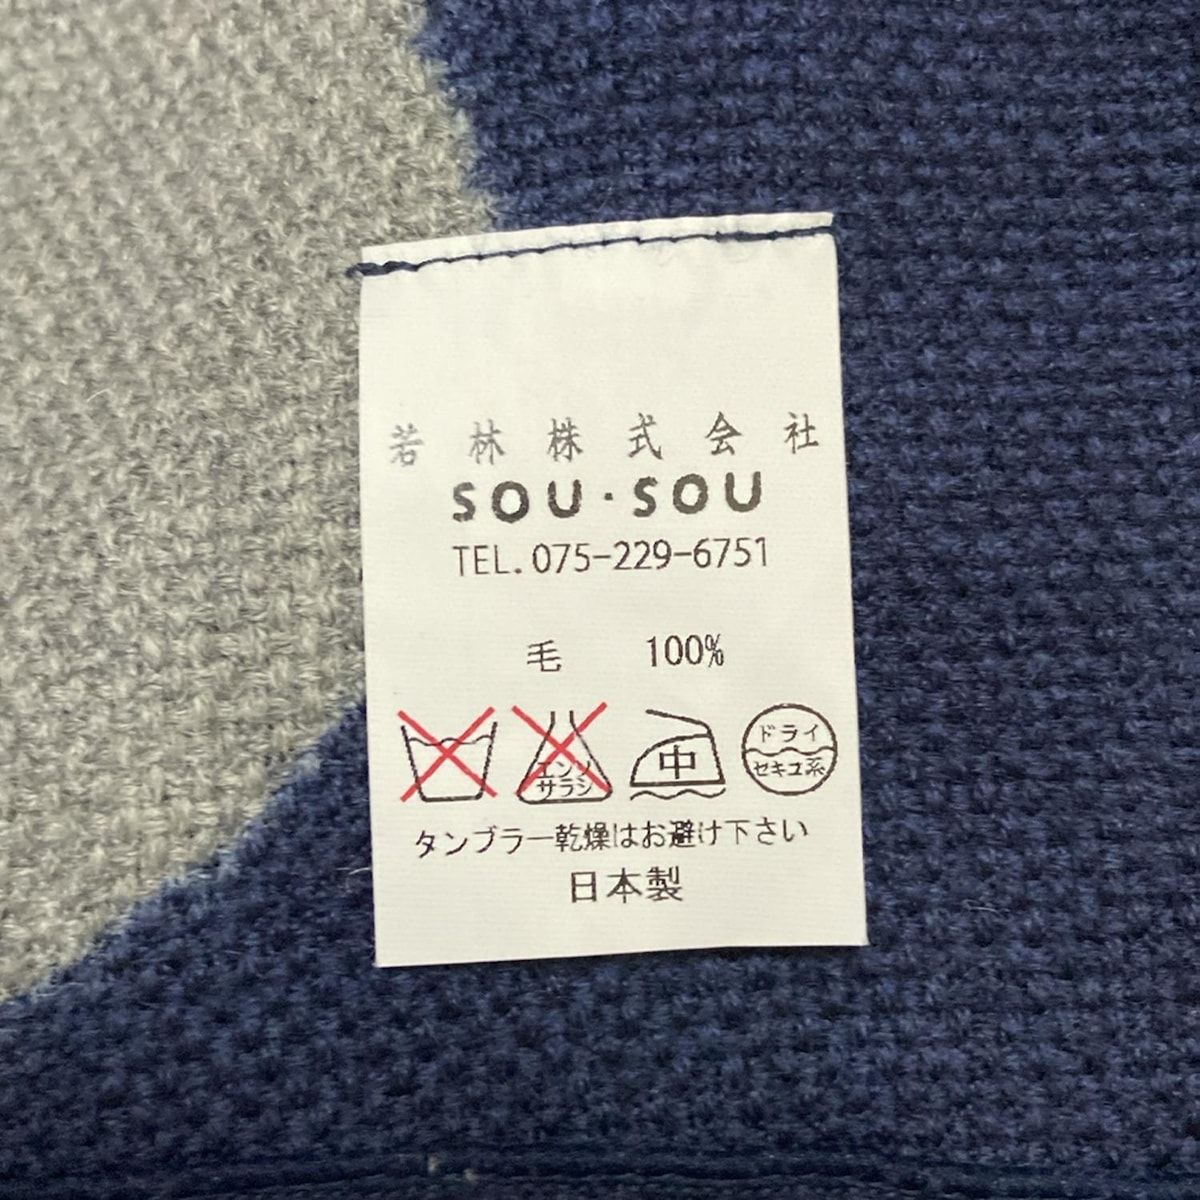 若林株式会社
SOU・SOU
TEL. 075-229-6751
毛 100%
エンソ
サラシ
中
ドライ
セキユ系
タンブラー乾燥はお避け下さい
日本製